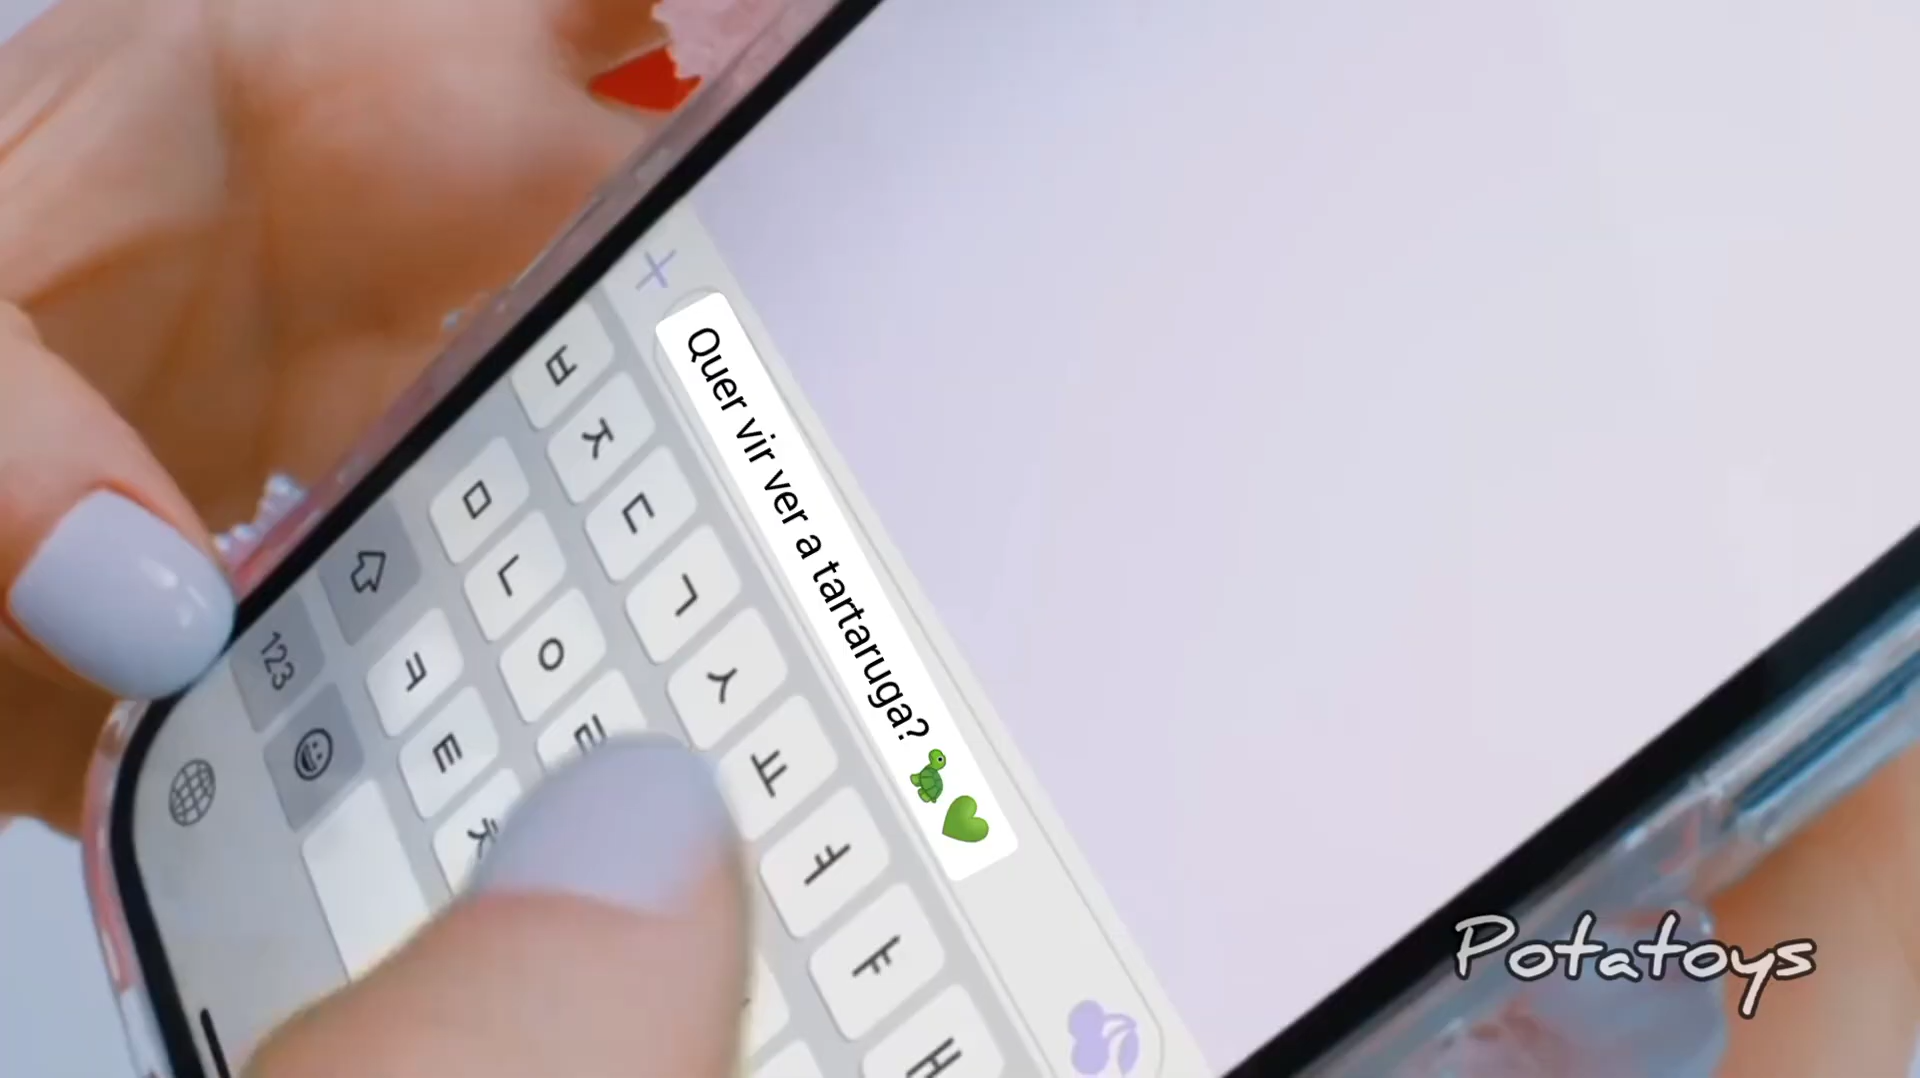 Quer vir ver a tartaruga? 🐢💚
ㅂ ㅈ ㄷ ㄱ ㅅ ㅛ ㅕ ㅑ ㅐ
ㅁ ㄴ ㅇ ㄹ
ㅋ ㅌ ㅊ
123
Potatoys